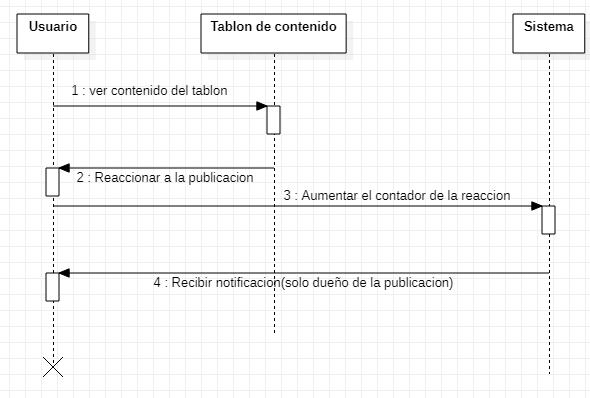 Usuario
Tablon de contenido
Sistema
1 : ver contenido del tablon
2 : Reaccionar a la publicacion
3 : Aumentar el contador de la reaccion
4 : Recibir notificacion(solo dueño de la publicacion)